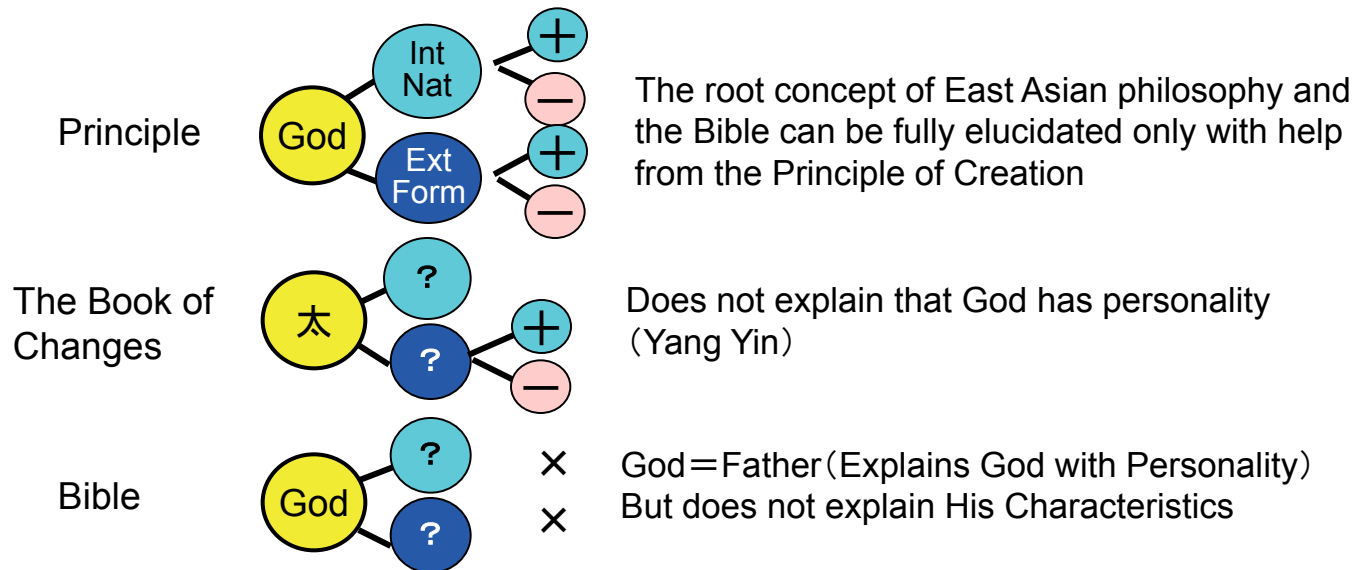 Principle
God
Int
Nat
Ext
Form
+
−
+
−
The root concept of East Asian philosophy and
the Bible can be fully elucidated only with help
from the Principle of Creation
The Book of
Changes
太
?
?
+
−
Does not explain that God has personality
（Yang Yin）
Bible
God
?
?
×
×
God＝Father（Explains God with Personality）
But does not explain His Characteristics